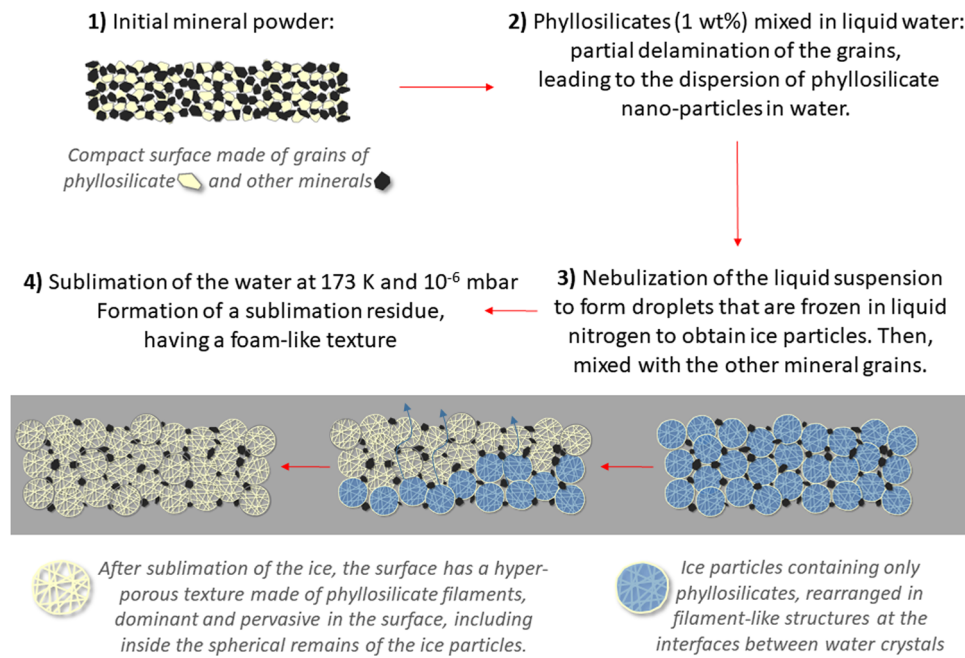 1) Initial mineral powder:
Compact surface made of grains of
phyllosilicate and other minerals
2) Phyllosilicates (1 wt%) mixed in liquid water:
partial delamination of the grains,
leading to the dispersion of phyllosilicate
nano-particles in water.
3) Nebulization of the liquid suspension
to form droplets that are frozen in liquid
nitrogen to obtain ice particles. Then,
mixed with the other mineral grains.
4) Sublimation of the water at 173 K and 10⁻⁶ mbar
Formation of a sublimation residue,
having a foam-like texture
After sublimation of the ice, the surface has a hyper-
porous texture made of phyllosilicate filaments,
dominant and pervasive in the surface, including
inside the spherical remains of the ice particles.
Ice particles containing only
phyllosilicates, rearranged in
filament-like structures at the
interfaces between water crystals